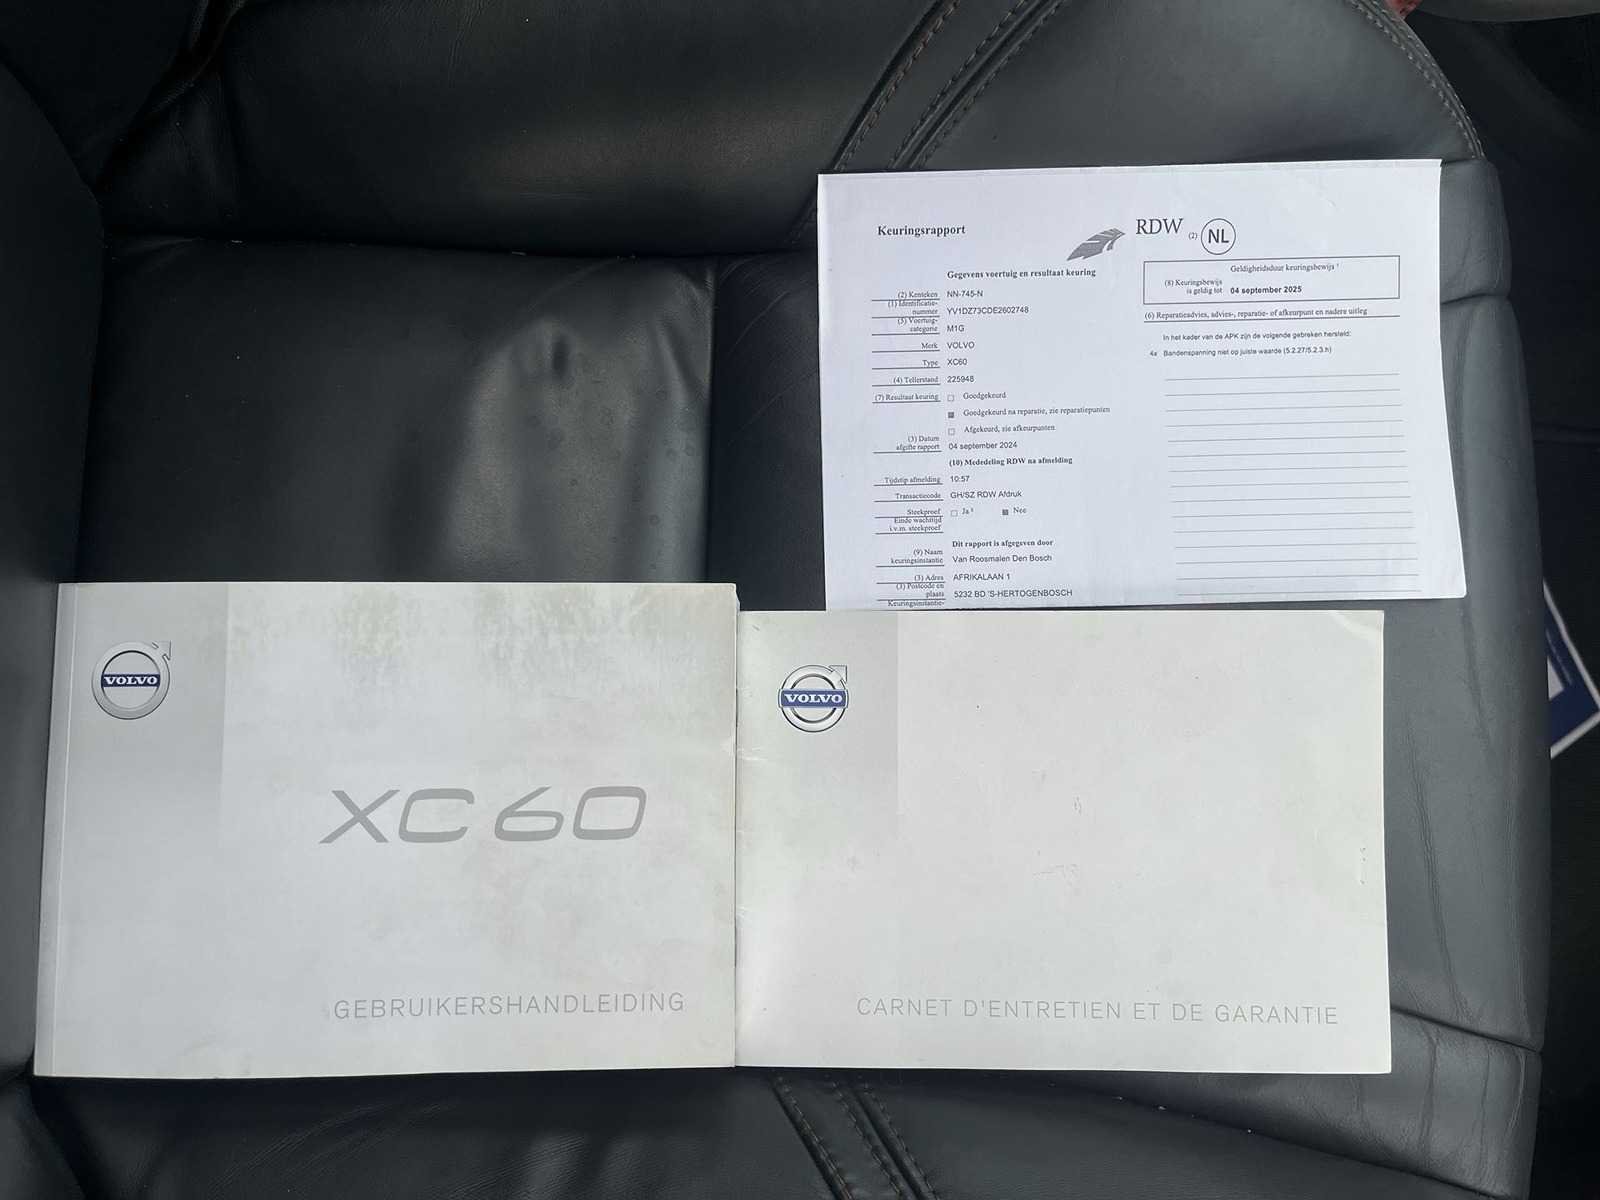 Keuringsrapport
RDW (2) NL
Gegevens voertuig en resultaat keuring
(2) Kenteken NN-745-N
(1) Identificatie-
nummer YV1DZ73CDE2602748
(5) Voertuig-
categorie M1G
Merk VOLVO
Type XC60
(4) Tellerstand 225948
(7) Resultaat keuring Goedgekeurd
Goedgekeurd na reparatie, zie reparatiepunten
Afgekeurd, zie afkeurpunten
(3) Datum
afgifte rapport 04 september 2024
(10) Mededeling RDW na afmelding
Tijdstip afmelding 10:57
Transactiecode GH/SZ RDW Afdruk
Steekproef Ja Nee
Einde wachttijd
i.v.m. steekproef
Dit rapport is afgegeven door
(9) Naam
keuringsinstantie Van Roosmalen Den Bosch
(3) Adres AFRIKALAAN 1
(3) Postcode en
plaats 5232 BD 'S-HERTOGENBOSCH
Keuringsinstantie-
Geldigheidsduur keuringsbewijs ¹
(8) Keuringsbewijs
is geldig tot 04 september 2025
(6) Reparatieadvies, advies-, reparatie- of afkeurpunt en nadere uitleg
In het kader van de APK zijn de volgende gebreken hersteld:
4x Bandenspanning niet op juiste waarde (5.2.27/5.2.3.h)
VOLVO
XC60
GEBRUIKERSHANDLEIDING
VOLVO
CARNET D'ENTRETIEN ET DE GARANTIE